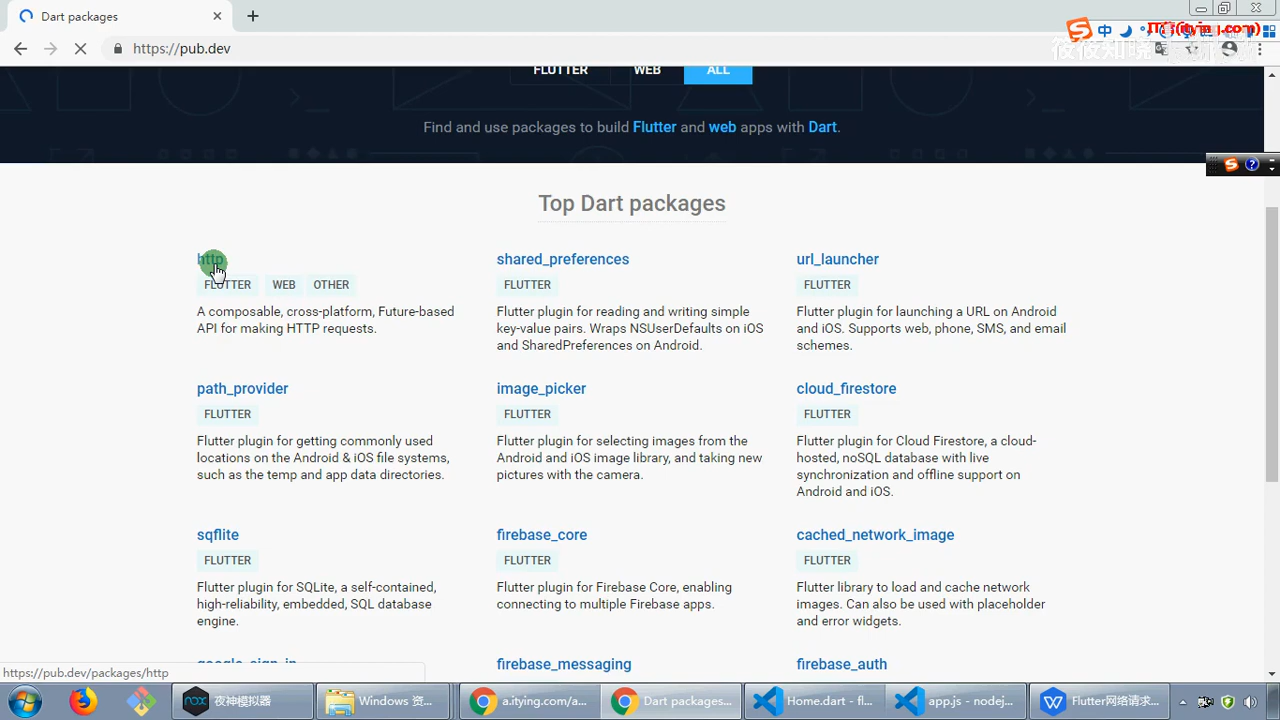 Dart packages
https://pub.dev
中
FLUTTER WEB ALL
Find and use packages to build Flutter and web apps with Dart.
Top Dart packages
http
FLUTTER WEB OTHER
A composable, cross-platform, Future-based
API for making HTTP requests.
shared_preferences
FLUTTER
Flutter plugin for reading and writing simple
key-value pairs. Wraps NSUserDefaults on iOS
and SharedPreferences on Android.
url_launcher
FLUTTER
Flutter plugin for launching a URL on Android
and iOS. Supports web, phone, SMS, and email
schemes.
path_provider
FLUTTER
Flutter plugin for getting commonly used
locations on the Android & iOS file systems,
such as the temp and app data directories.
image_picker
FLUTTER
Flutter plugin for selecting images from the
Android and iOS image library, and taking new
pictures with the camera.
cloud_firestore
FLUTTER
Flutter plugin for Cloud Firestore, a cloud-
hosted, noSQL database with live
synchronization and offline support on
Android and iOS.
sqflite
FLUTTER
Flutter plugin for SQLite, a self-contained,
high-reliability, embedded, SQL database
engine.
firebase_core
FLUTTER
Flutter plugin for Firebase Core, enabling
connecting to multiple Firebase apps.
cached_network_image
FLUTTER
Flutter library to load and cache network
images. Can also be used with placeholder
and error widgets.
google_sign_in
firebase_messaging
firebase_auth
https://pub.dev/packages/http
nox
夜神模拟器
Windows 资...
a.itying.com/a...
Dart packages...
Home.dart - fl...
app.js - nodej...
Flutter网络请求...